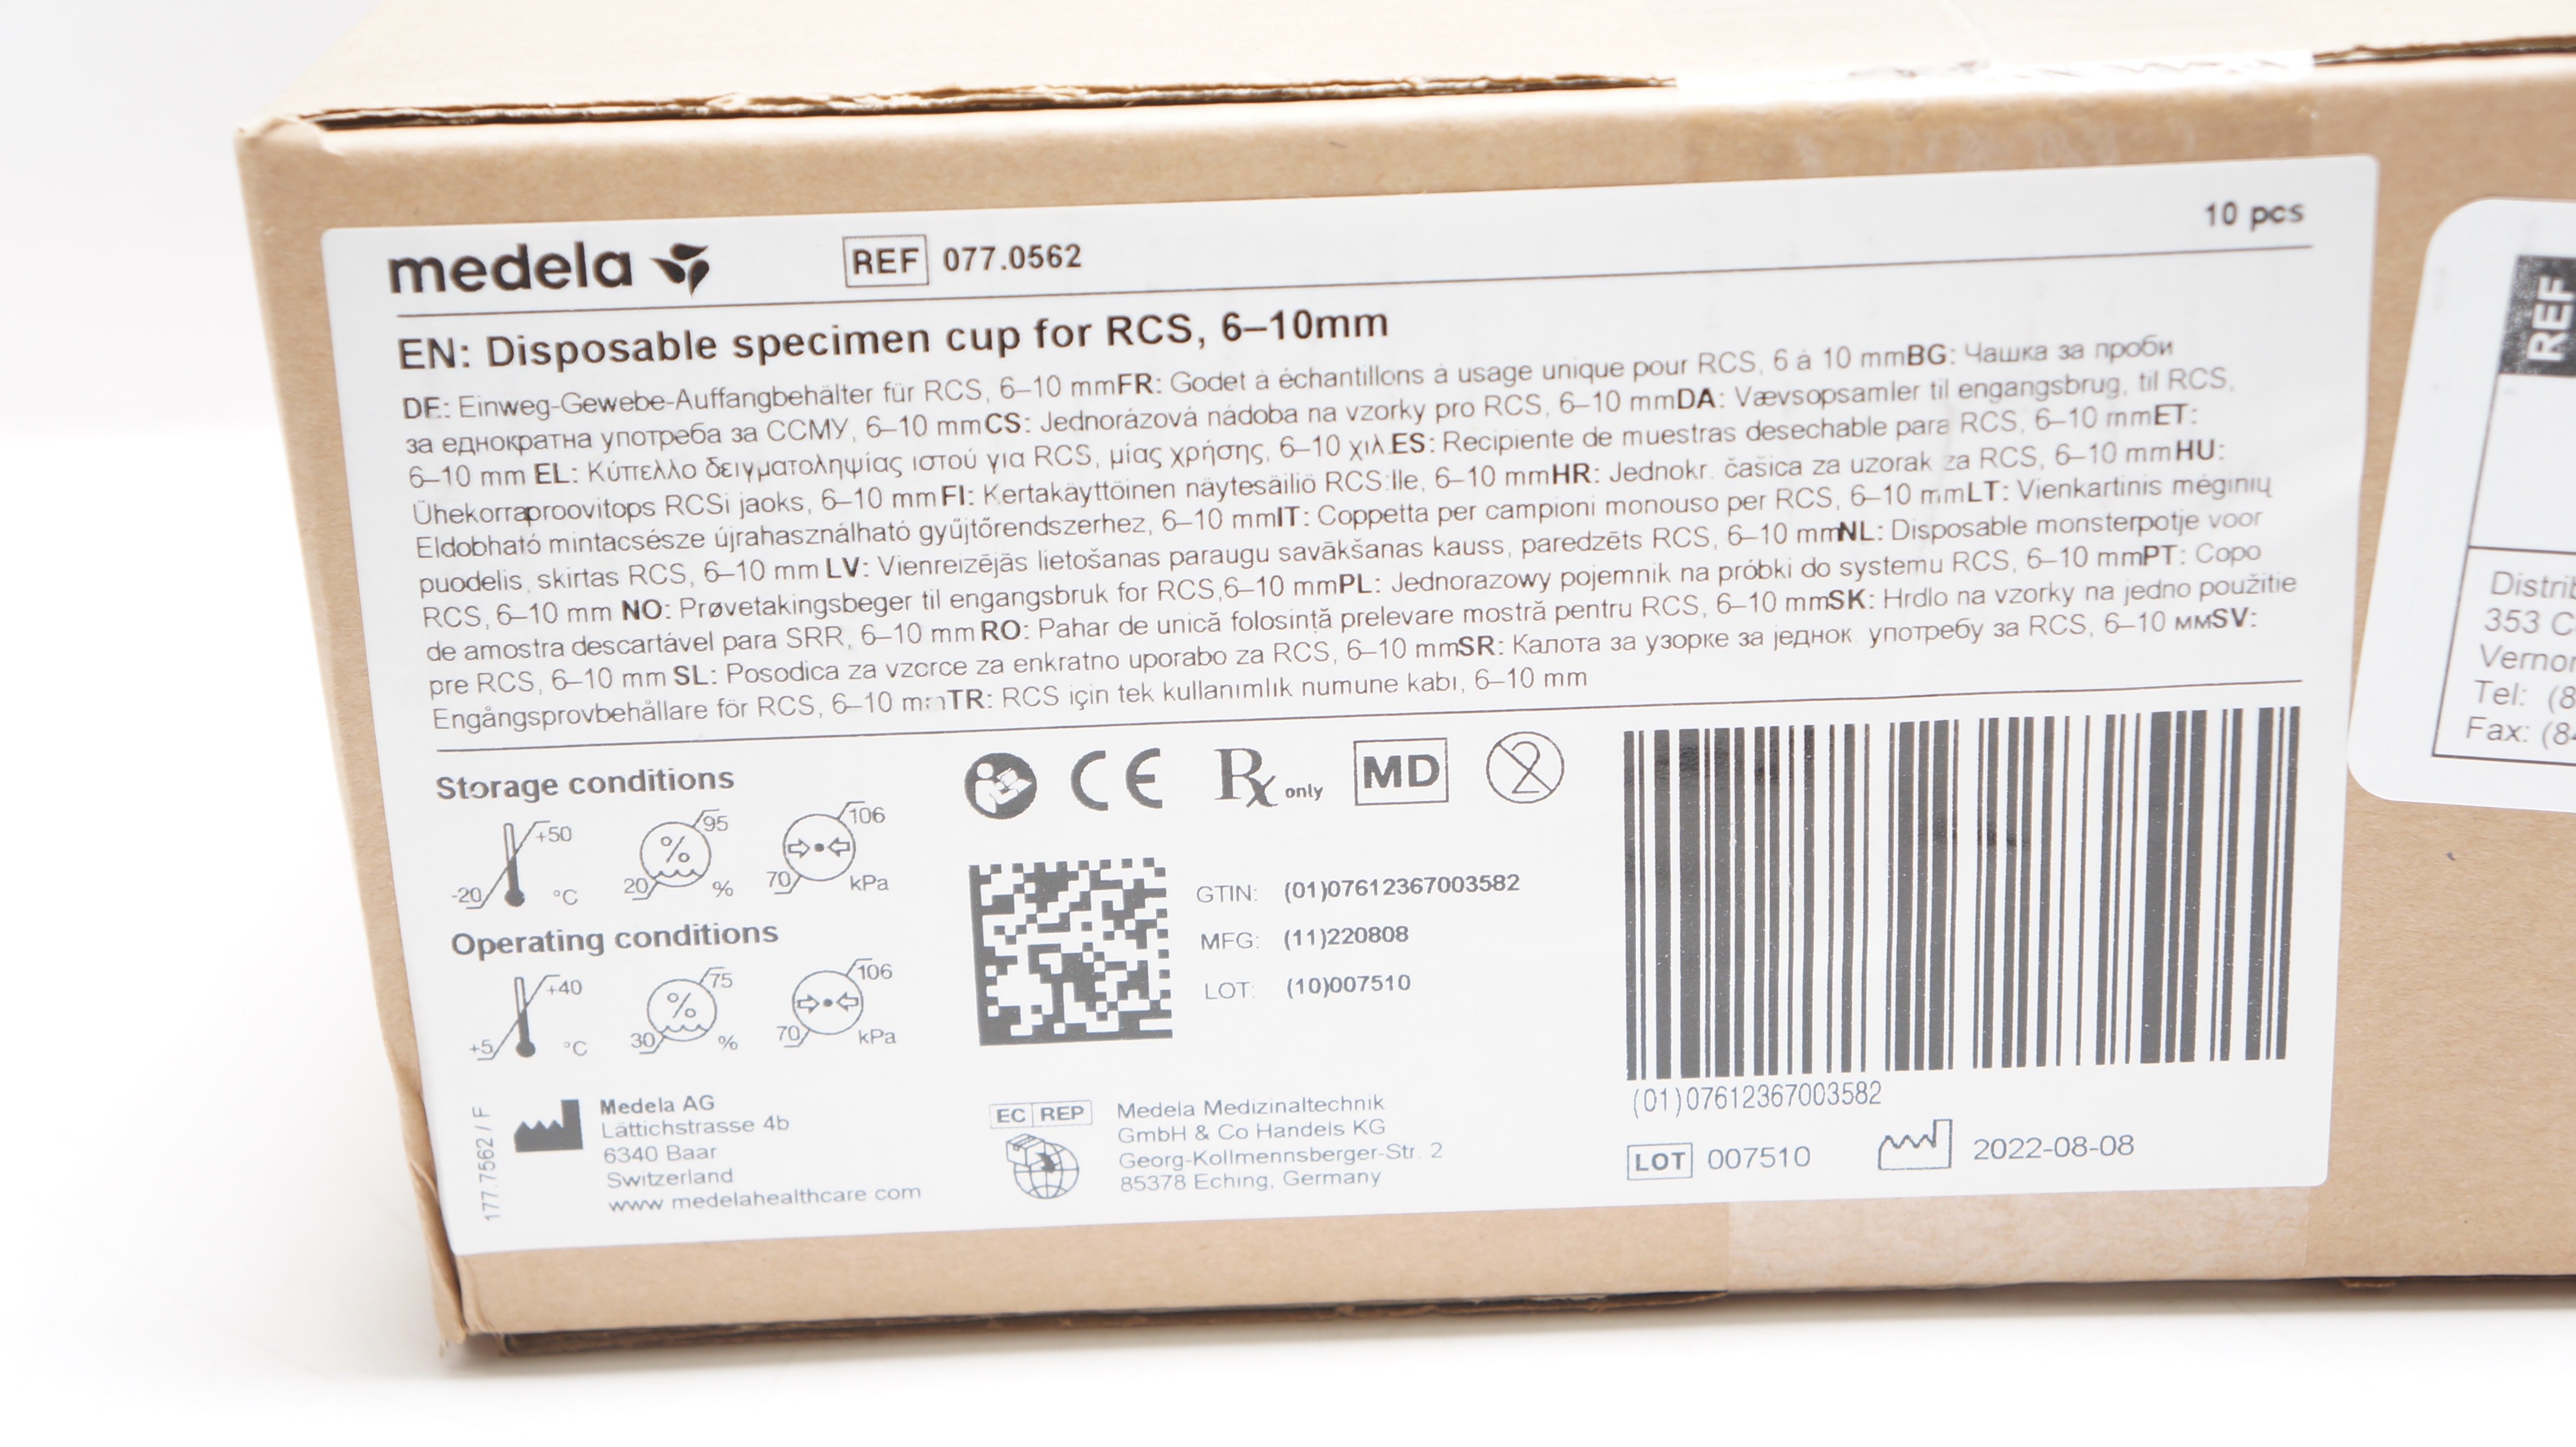 medela
REF 077.0562
10 pcs
EN: Disposable specimen cup for RCS, 6–10mm
DE: Einweg-Gewebe-Auffangbehälter für RCS, 6–10 mmFR: Godet à échantillons à usage unique pour RCS, 6 à 10 mmBG: Чашка за проби
за еднократна употреба за ССМУ, 6–10 mmCS: Jednorázová nádoba na vzorky pro RCS, 6–10 mmDA: Vævsopsamler til engangsbrug, til RCS,
6–10 mm EL: Κύπελλο δειγματοληψίας ιστού για RCS, μίας χρήσης, 6–10 χιλ.ES: Recipiente de muestras desechable para RCS, 6–10 mmET:
Ühekorraproovitops RCSi jaoks, 6–10 mmFI: Kertakäyttöinen näytesäiliö RCS:lle, 6–10 mmHR: Jednokr. čašica za uzorak za RCS, 6–10 mmHU:
Eldobható mintacsésze újrahasználható gyűjtőrendszerhez, 6–10 mmIT: Coppetta per campioni monouso per RCS, 6–10 mmLT: Vienkartinis mėginių
puodelis, skirtas RCS, 6–10 mm LV: Vienreizējās lietošanas paraugu savākšanas kauss, paredzēts RCS, 6–10 mmNL: Disposable monsterpotje voor
RCS, 6–10 mm NO: Prøvetakingsbeger til engangsbruk for RCS,6–10 mmPL: Jednorazowy pojemnik na próbki do systemu RCS, 6–10 mmPT: Copo
de amostra descartável para SRR, 6–10 mm RO: Pahar de unică folosință prelevare mostră pentru RCS, 6–10 mmSK: Hrdlo na vzorky na jedno použitie
pre RCS, 6–10 mm SL: Posodica za vzorce za enkratno uporabo za RCS, 6–10 mmSR: Калота за узорке за једнок. употребу за RCS, 6–10 ммSV:
Engångsprovbehållare för RCS, 6–10 mmTR: RCS için tek kullanımlık numune kabı, 6–10 mm
Storage conditions
+50 -20 °C
95 20 %
106 70 kPa
Operating conditions
+40 +5 °C
75 30 %
106 70 kPa
CE Rx only MD 2
GTIN: (01)07612367003582
MFG: (11)220808
LOT: (10)007510
(01)07612367003582
LOT 007510
2022-08-08
177.7562 / F
Medela AG
Lättichstrasse 4b
6340 Baar
Switzerland
www.medelahealthcare.com
EC REP
Medela Medizinaltechnik
GmbH & Co Handels KG
Georg-Kollmennsberger-Str. 2
85378 Eching, Germany
REF
353
Tel: (8
Fax: (84